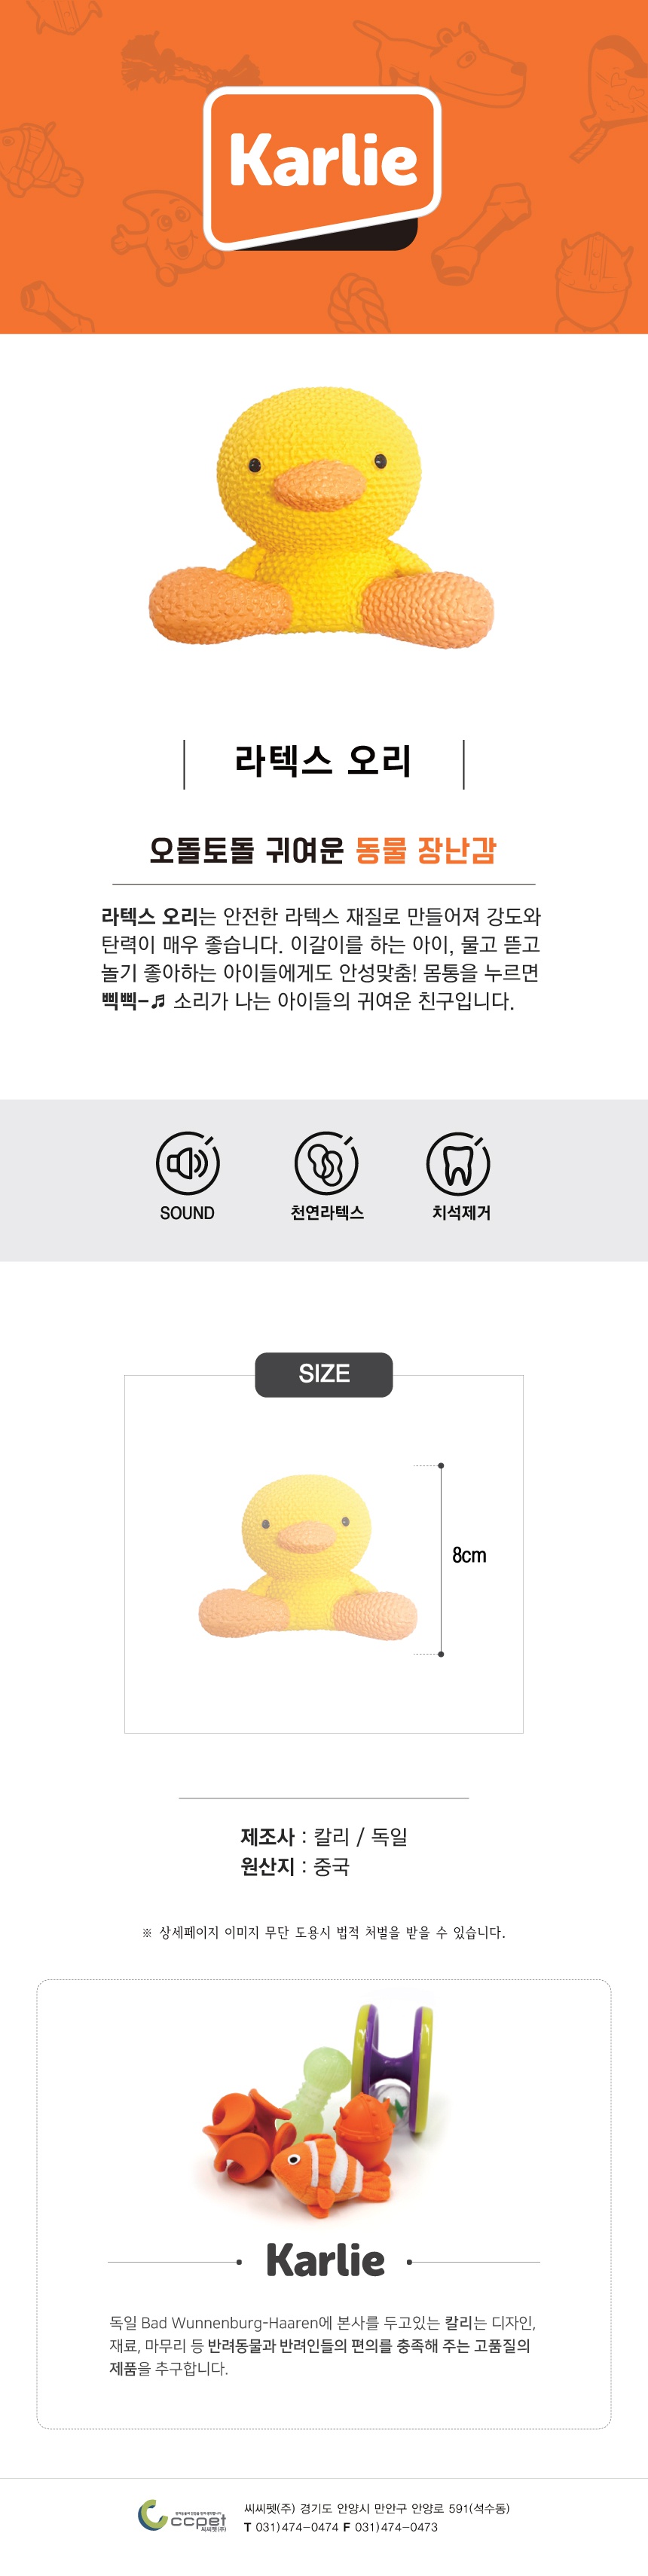 Karlie
라텍스 오리
오돌토돌 귀여운 동물 장난감
라텍스 오리는 안전한 라텍스 재질로 만들어져 강도와
탄력이 매우 좋습니다. 이갈이를 하는 아이, 물고 뜯고
놀기 좋아하는 아이들에게도 안성맞춤! 몸통을 누르면
삑삑-♬ 소리가 나는 아이들의 귀여운 친구입니다.
SOUND 천연라텍스 치석제거
SIZE
8cm
제조사 : 칼리 / 독일
원산지 : 중국
※ 상세페이지 이미지 무단 도용시 법적 처벌을 받을 수 있습니다.
Karlie
독일 Bad Wunnenburg-Haaren에 본사를 두고있는 칼리는 디자인,
재료, 마무리 등 반려동물과 반려인들의 편의를 충족해 주는 고품질의
제품을 추구합니다.
ccpet
씨씨펫(주)
씨씨펫(주) 경기도 안양시 만안구 안양로 591(석수동)
T 031)474-0474 F 031)474-0473